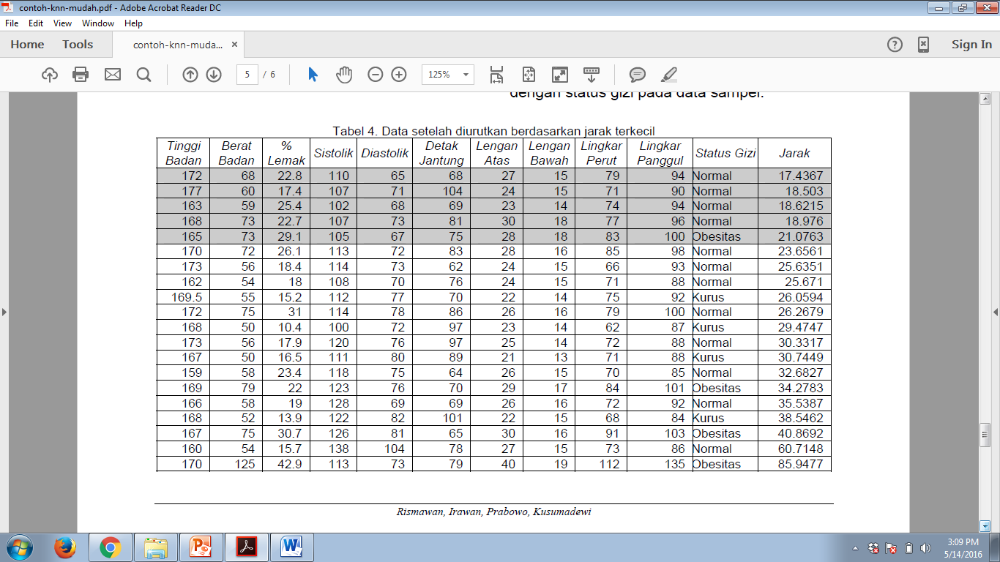 contoh-knn-mudah.pdf - Adobe Acrobat Reader DC
File Edit View Window Help
Home Tools contoh-knn-muda... × Sign In
5 / 6 125%
dengan status gizi pada data sampel.
Tabel 4. Data setelah diurutkan berdasarkan jarak terkecil
Tinggi Badan Berat Badan % Lemak Sistolik Diastolik Detak Jantung Lengan Atas Lengan Bawah Lingkar Perut Lingkar Panggul Status Gizi Jarak
172 68 22.8 110 65 68 27 15 79 94 Normal 17.4367
177 60 17.4 107 71 104 24 15 71 90 Normal 18.503
163 59 25.4 102 68 69 23 14 74 94 Normal 18.6215
168 73 22.7 107 73 81 30 18 77 96 Normal 18.976
165 73 29.1 105 67 75 28 18 83 100 Obesitas 21.0763
170 72 26.1 113 72 83 28 16 85 98 Normal 23.6561
173 56 18.4 114 73 62 24 15 66 93 Normal 25.6351
162 54 18 108 70 76 24 15 71 88 Normal 25.671
169.5 55 15.2 112 77 70 22 14 75 92 Kurus 26.0594
172 75 31 114 78 86 26 16 79 100 Normal 26.2679
168 50 10.4 100 72 97 23 14 62 87 Kurus 29.4747
173 56 17.9 120 76 97 25 14 72 88 Normal 30.3317
167 50 16.5 111 80 89 21 13 71 88 Kurus 30.7449
159 58 23.4 118 75 64 26 15 70 85 Normal 32.6827
169 79 22 123 76 70 29 17 84 101 Obesitas 34.2783
166 58 19 128 69 69 26 16 72 92 Normal 35.5387
168 52 13.9 122 82 101 22 15 68 84 Kurus 38.5462
167 75 30.7 126 81 65 30 16 91 103 Obesitas 40.8692
160 54 15.7 138 104 78 27 15 73 86 Normal 60.7148
170 125 42.9 113 73 79 40 19 112 135 Obesitas 85.9477
Rismawan, Irawan, Prabowo, Kusumadewi
3:09 PM
5/14/2016